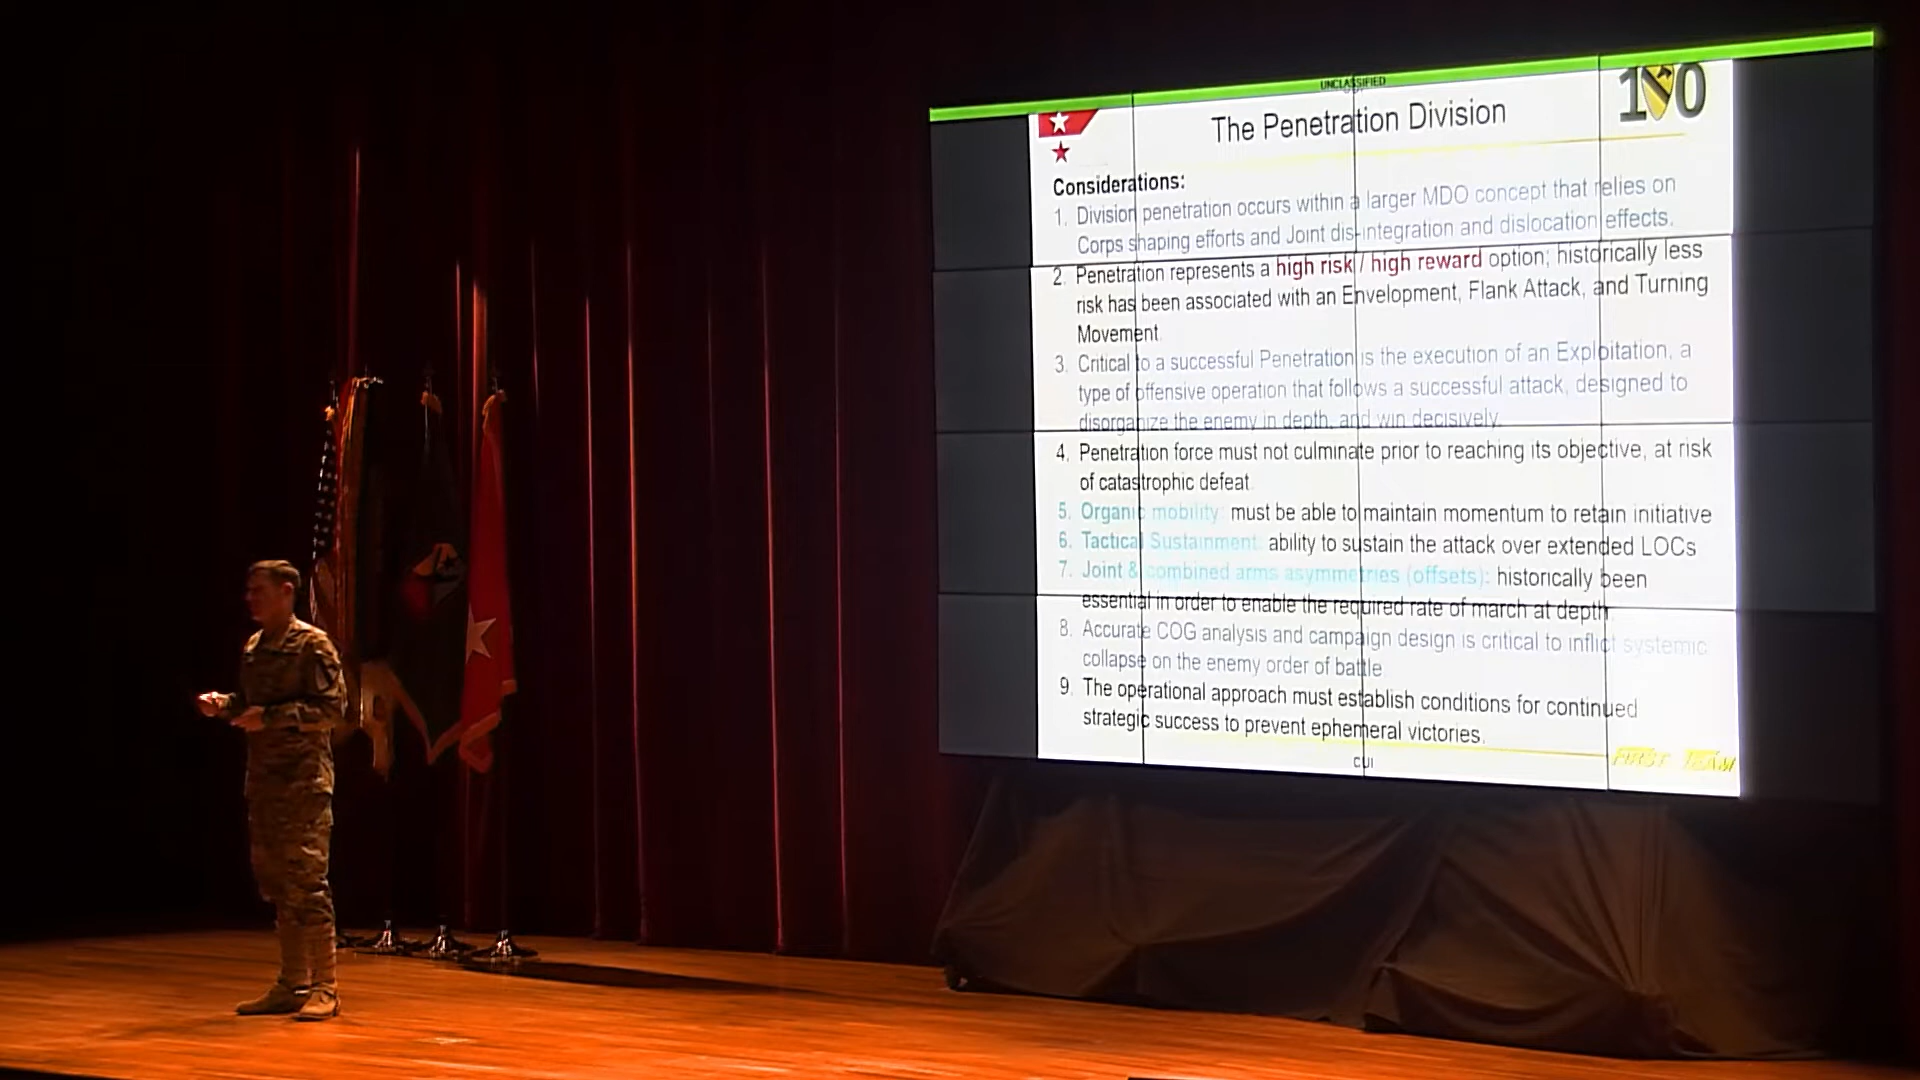 UNCLASSIFIED
The Penetration Division
100
Considerations:
1. Division penetration occurs within a larger MDO concept that relies on
Corps shaping efforts and Joint dis-integration and dislocation effects.
2. Penetration represents a high risk / high reward option; historically less
risk has been associated with an Envelopment, Flank Attack, and Turning
Movement.
3. Critical to a successful Penetration is the execution of an Exploitation, a
type of offensive operation that follows a successful attack, designed to
disorganize the enemy in depth, and win decisively.
4. Penetration force must not culminate prior to reaching its objective, at risk
of catastrophic defeat
5. Organic mobility: must be able to maintain momentum to retain initiative
6. Tactical Sustainment: ability to sustain the attack over extended LOCs
7. Joint & combined arms asymmetries (offsets): historically been
essential in order to enable the required rate of march at depth.
8. Accurate COG analysis and campaign design is critical to inflict systemic
collapse on the enemy order of battle
9. The operational approach must establish conditions for continued
strategic success to prevent ephemeral victories.
FIRST TEAM
CUI